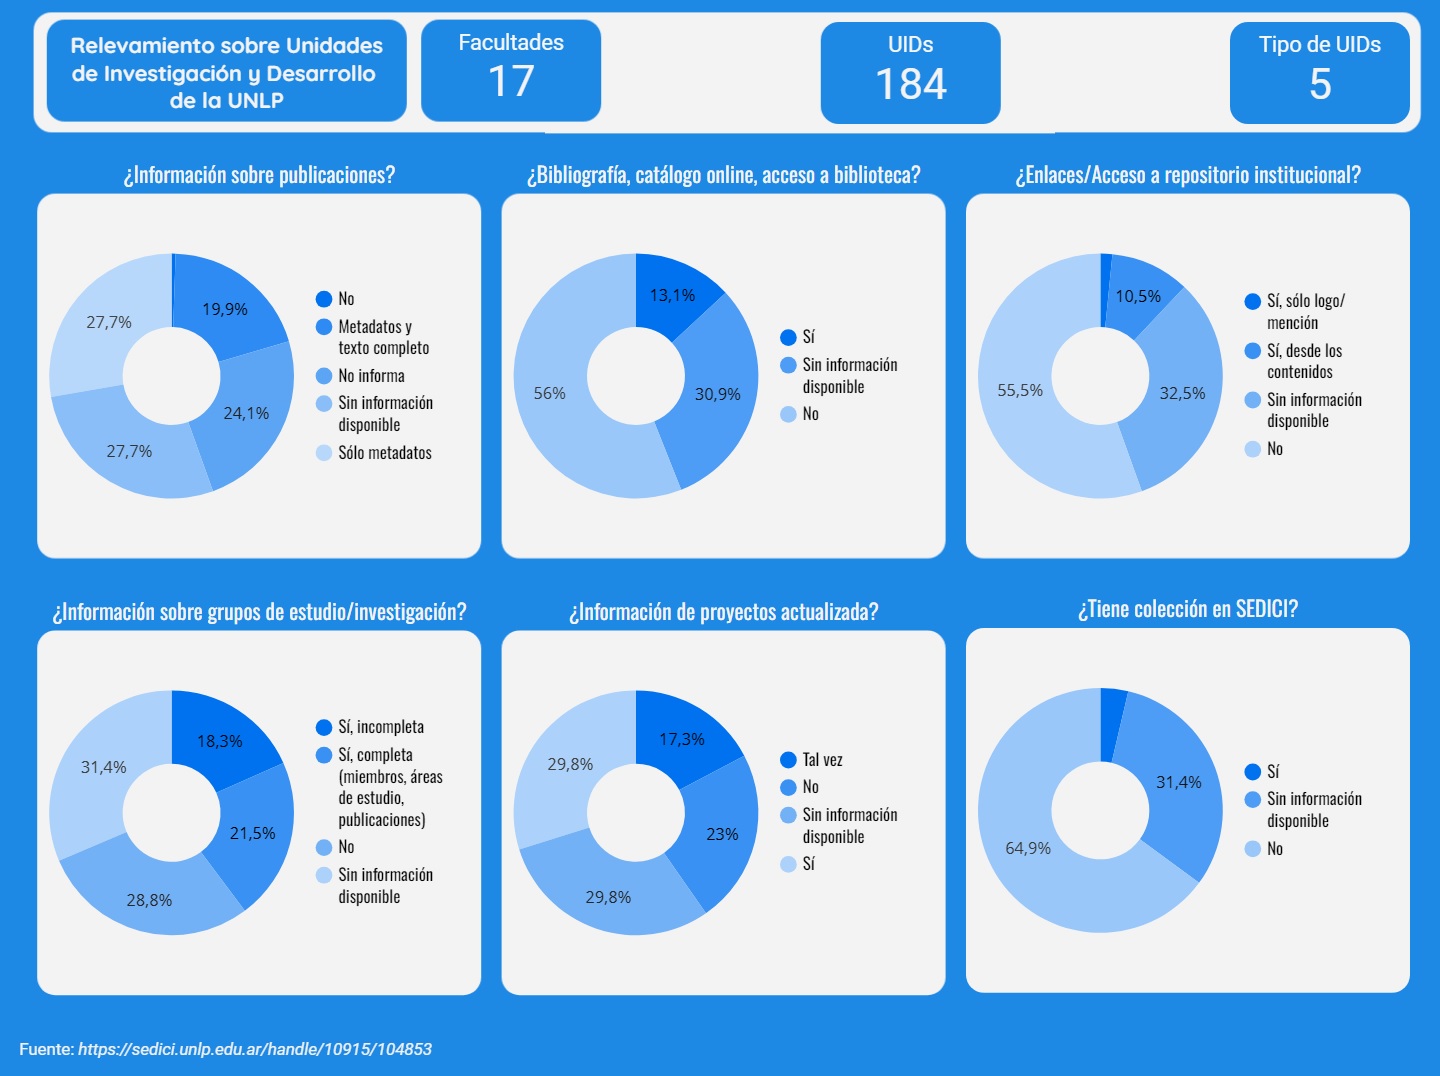 Relevamiento sobre Unidades
de Investigación y Desarrollo
de la UNLP
Facultades
17
UIDs
184
Tipo de UIDs
5
¿Información sobre publicaciones?
19,9%
24,1%
27,7%
27,7%
No
Metadatos y
texto completo
No informa
Sin información
disponible
Sólo metadatos
¿Bibliografía, catálogo online, acceso a biblioteca?
13,1%
30,9%
56%
Sí
Sin información
disponible
No
¿Enlaces/Acceso a repositorio institucional?
10,5%
32,5%
55,5%
Sí, sólo logo/
mención
Sí, desde los
contenidos
Sin información
disponible
No
¿Información sobre grupos de estudio/investigación?
18,3%
21,5%
28,8%
31,4%
Sí, incompleta
Sí, completa
(miembros, áreas
de estudio,
publicaciones)
No
Sin información
disponible
¿Información de proyectos actualizada?
17,3%
23%
29,8%
29,8%
Tal vez
No
Sin información
disponible
Sí
¿Tiene colección en SEDICI?
31,4%
64,9%
Sí
Sin información
disponible
No
Fuente: https://sedici.unlp.edu.ar/handle/10915/104853